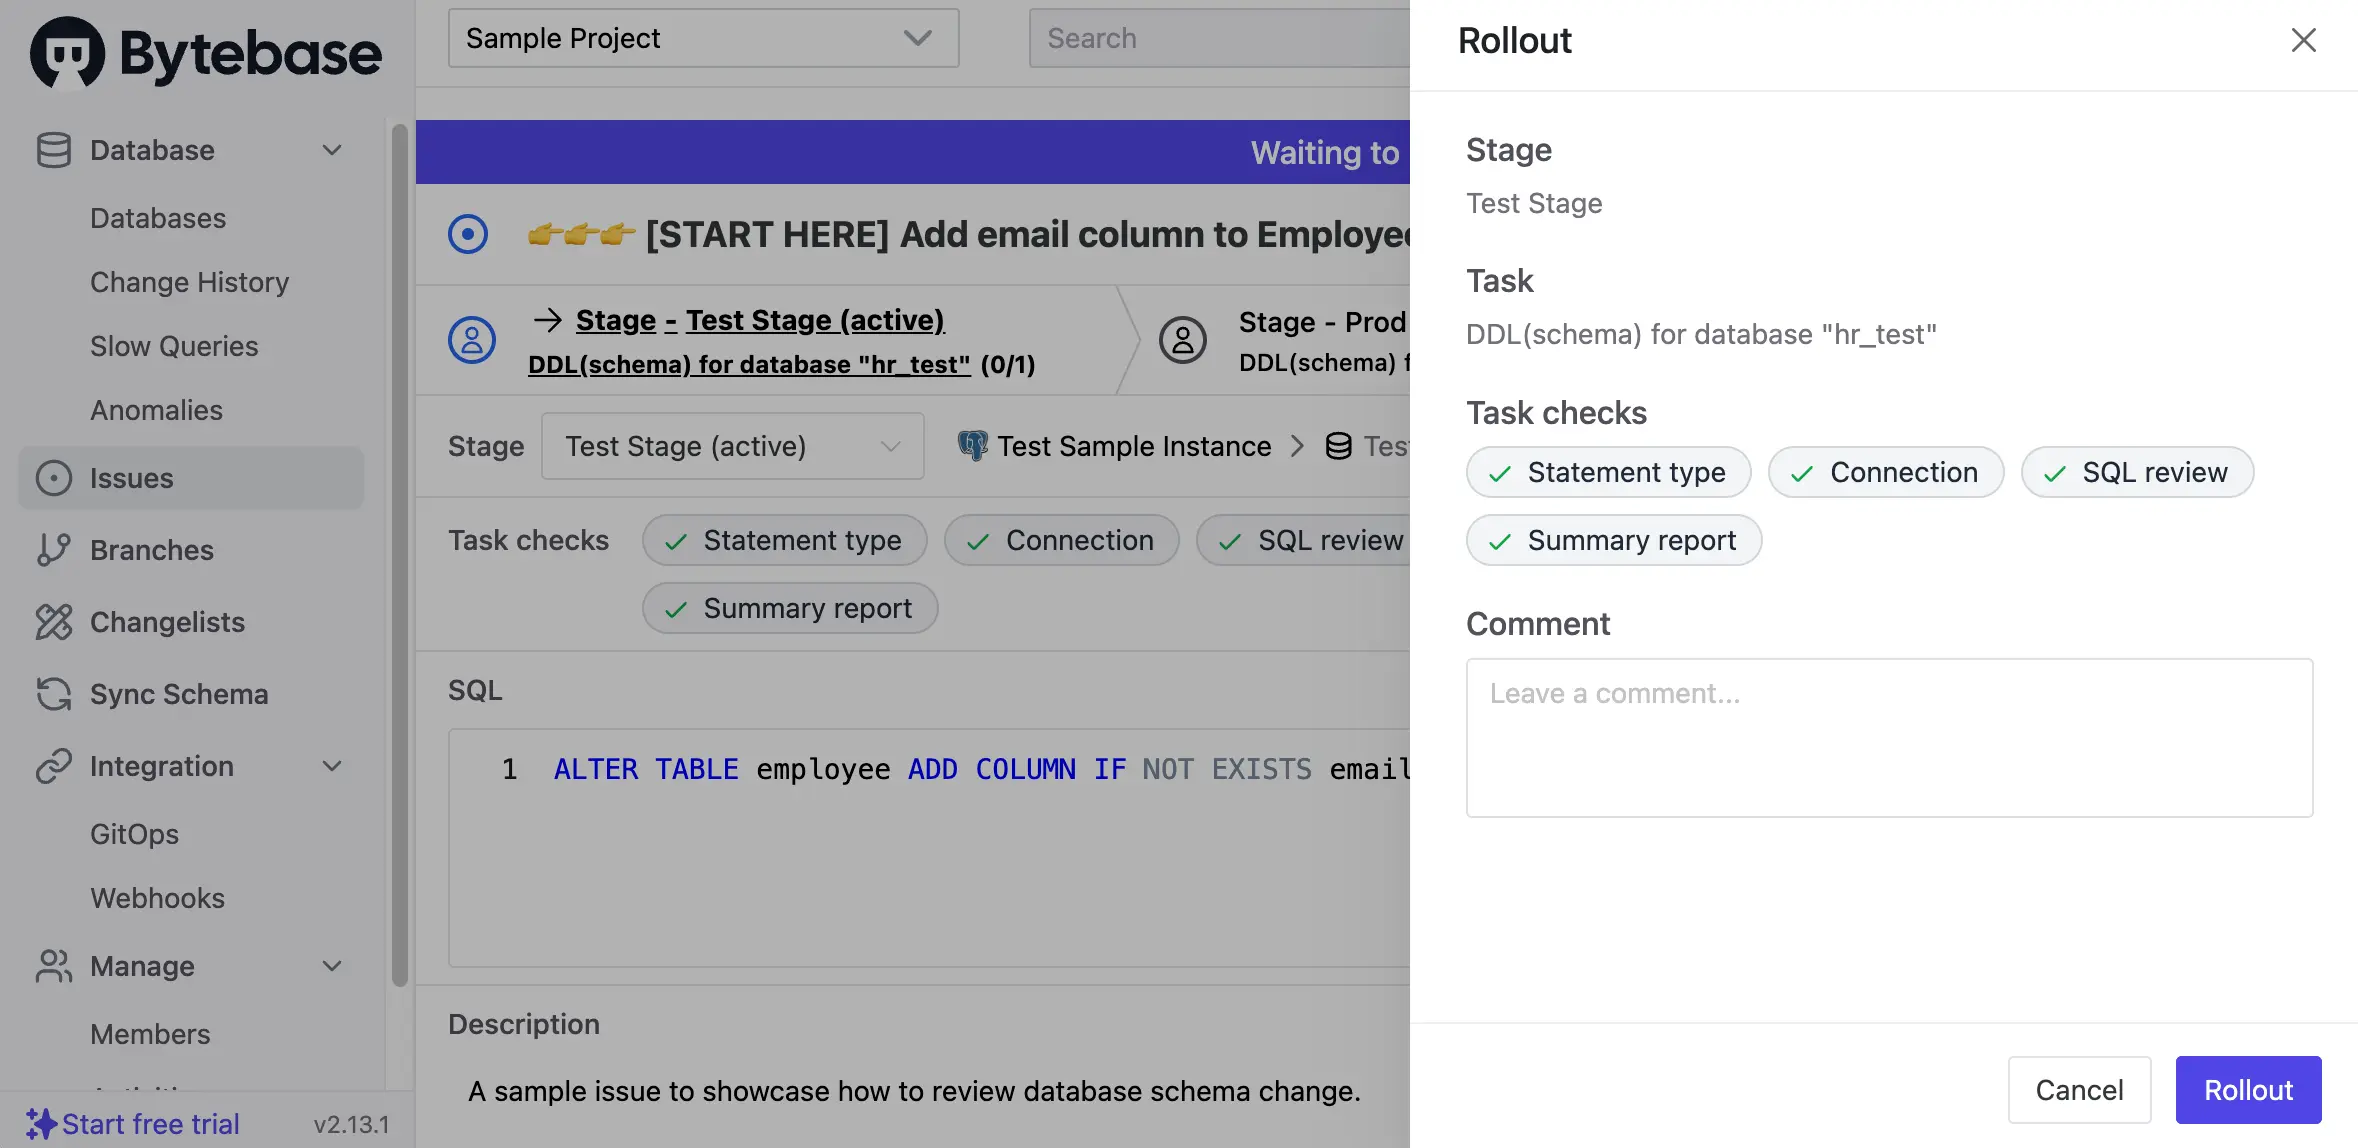 Bytebase
Database
Databases
Change History
Slow Queries
Anomalies
Issues
Branches
Changelists
Sync Schema
Integration
GitOps
Webhooks
Manage
Members
Start free trial
v2.13.1
Sample Project
Search
Waiting to
👉👉👉 [START HERE] Add email column to Employee
→ Stage - Test Stage (active)
DDL(schema) for database "hr_test" (0/1)
Stage - Prod
DDL(schema) f
Stage
Test Stage (active)
Test Sample Instance
Tes
Task checks
Statement type
Connection
SQL review
Summary report
SQL
1 ALTER TABLE employee ADD COLUMN IF NOT EXISTS email
Description
A sample issue to showcase how to review database schema change.
Rollout
Stage
Test Stage
Task
DDL(schema) for database "hr_test"
Task checks
Statement type
Connection
SQL review
Summary report
Comment
Leave a comment...
Cancel
Rollout